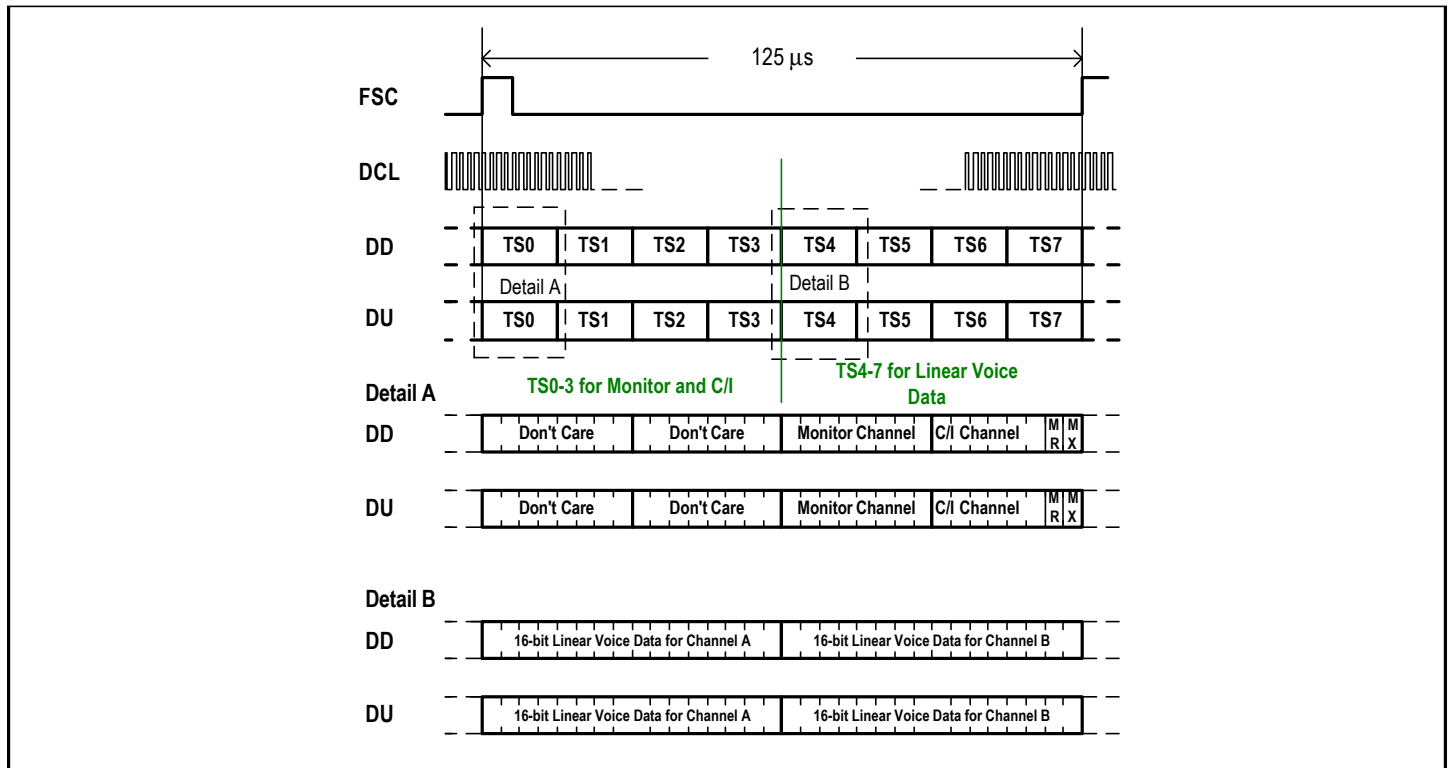 125 μs
FSC
DCL
DD TS0 TS1 TS2 TS3 TS4 TS5 TS6 TS7
Detail A Detail B
DU TS0 TS1 TS2 TS3 TS4 TS5 TS6 TS7
TS0-3 for Monitor and C/I
TS4-7 for Linear Voice
Data
Detail A
DD Don't Care Don't Care Monitor Channel C/I Channel M M
R X
DU Don't Care Don't Care Monitor Channel C/I Channel M M
R X
Detail B
DD 16-bit Linear Voice Data for Channel A 16-bit Linear Voice Data for Channel B
DU 16-bit Linear Voice Data for Channel A 16-bit Linear Voice Data for Channel B